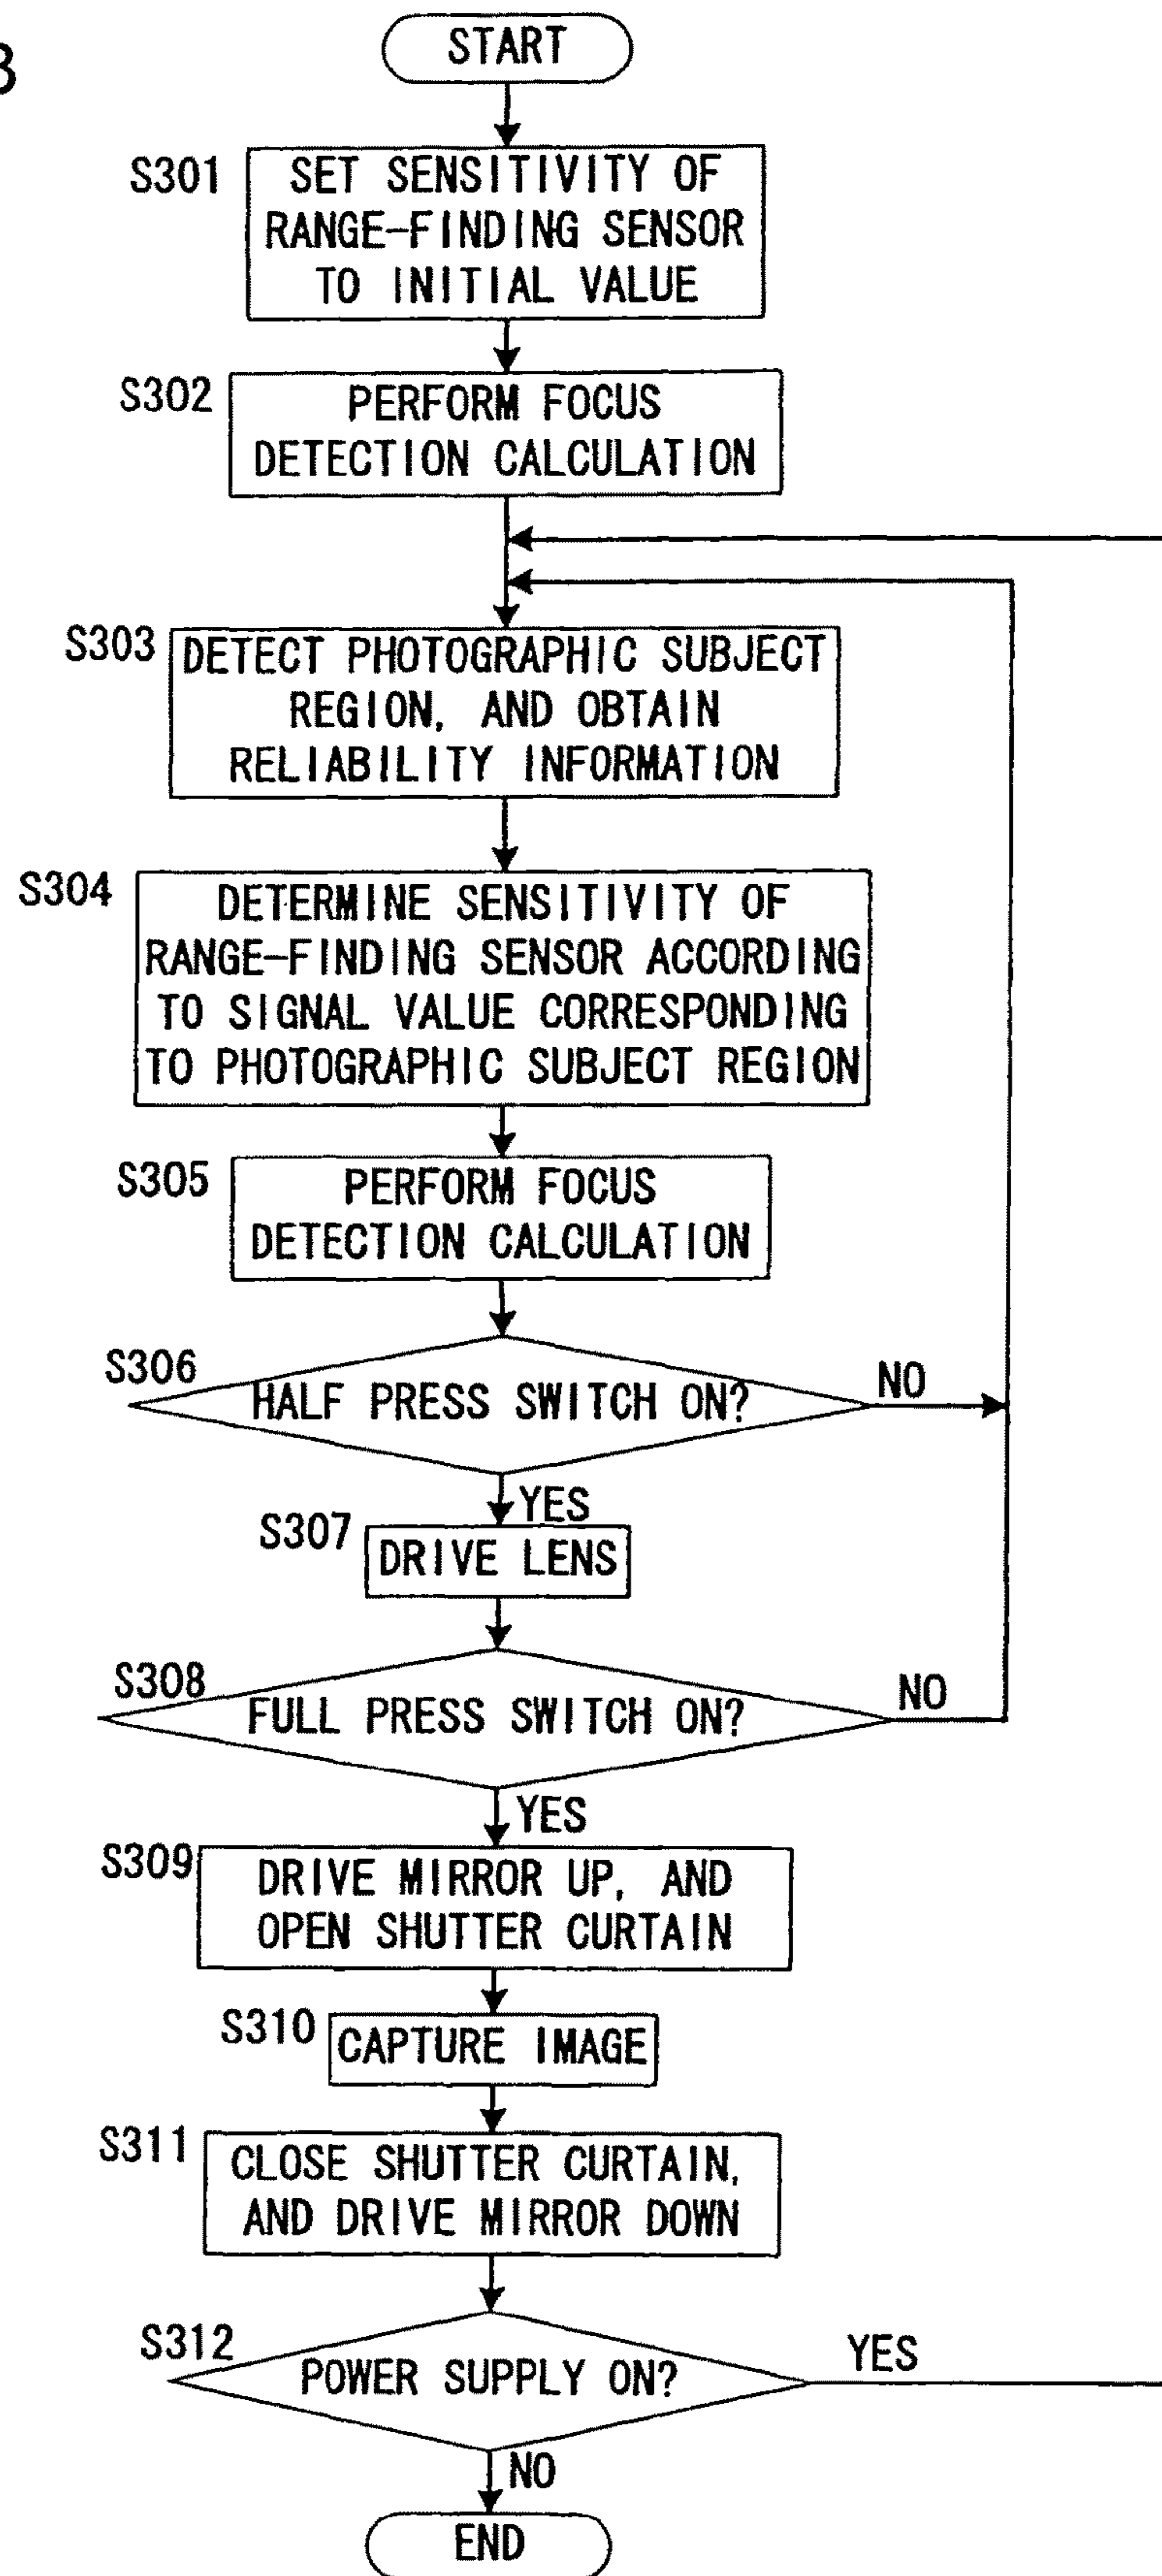 START
S301
SET SENSITIVITY OF
RANGE-FINDING SENSOR
TO INITIAL VALUE
S302
PERFORM FOCUS
DETECTION CALCULATION
S303
DETECT PHOTOGRAPHIC SUBJECT
REGION, AND OBTAIN
RELIABILITY INFORMATION
S304
DETERMINE SENSITIVITY OF
RANGE-FINDING SENSOR ACCORDING
TO SIGNAL VALUE CORRESPONDING
TO PHOTOGRAPHIC SUBJECT REGION
S305
PERFORM FOCUS
DETECTION CALCULATION
S306
HALF PRESS SWITCH ON?
NO
YES
S307
DRIVE LENS
S308
FULL PRESS SWITCH ON?
NO
YES
S309
DRIVE MIRROR UP, AND
OPEN SHUTTER CURTAIN
S310
CAPTURE IMAGE
S311
CLOSE SHUTTER CURTAIN,
AND DRIVE MIRROR DOWN
S312
POWER SUPPLY ON?
YES
NO
END